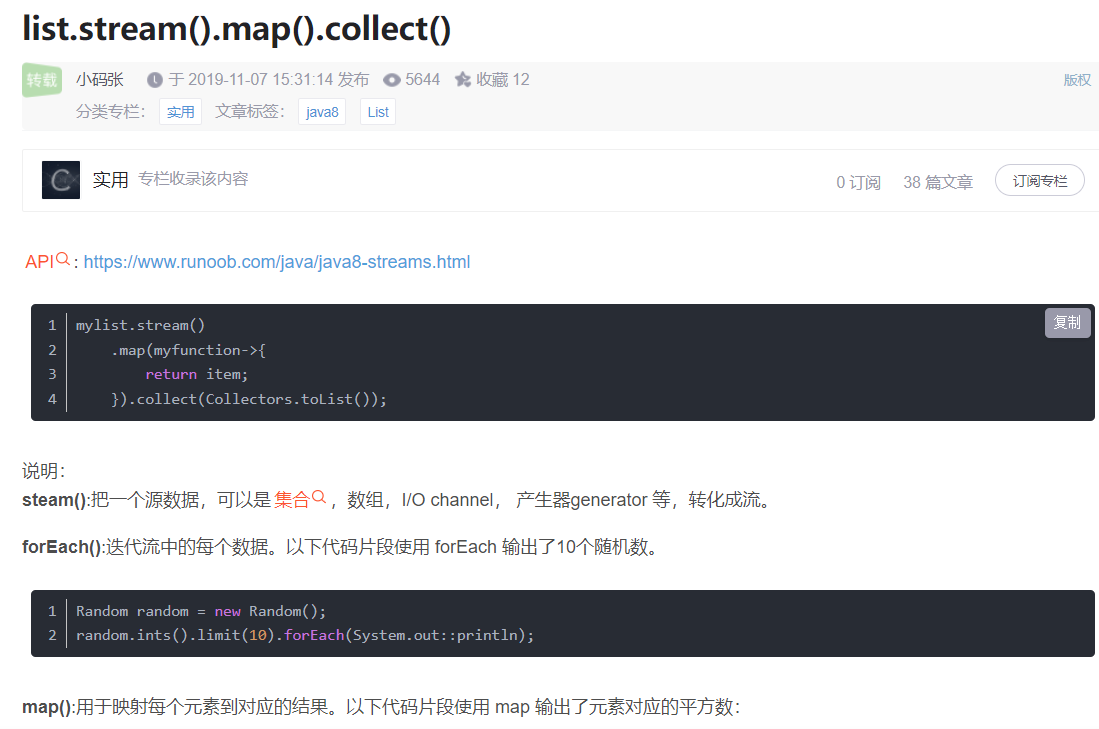 list.stream().map().collect()
转载 小码张 于 2019-11-07 15:31:14 发布 5644 收藏 12 版权
分类专栏： 实用 文章标签： java8 List
实用 专栏收录该内容 0 订阅 38 篇文章 订阅专栏
API : https://www.runoob.com/java/java8-streams.html
复制
1 mylist.stream()
2 .map(myfunction->{
3 return item;
4 }).collect(Collectors.toList());
说明：
steam():把一个源数据，可以是 集合 ，数组，I/O channel， 产生器generator 等，转化成流。
forEach():迭代流中的每个数据。以下代码片段使用 forEach 输出了10个随机数。
1 Random random = new Random();
2 random.ints().limit(10).forEach(System.out::println);
map():用于映射每个元素到对应的结果。以下代码片段使用 map 输出了元素对应的平方数：